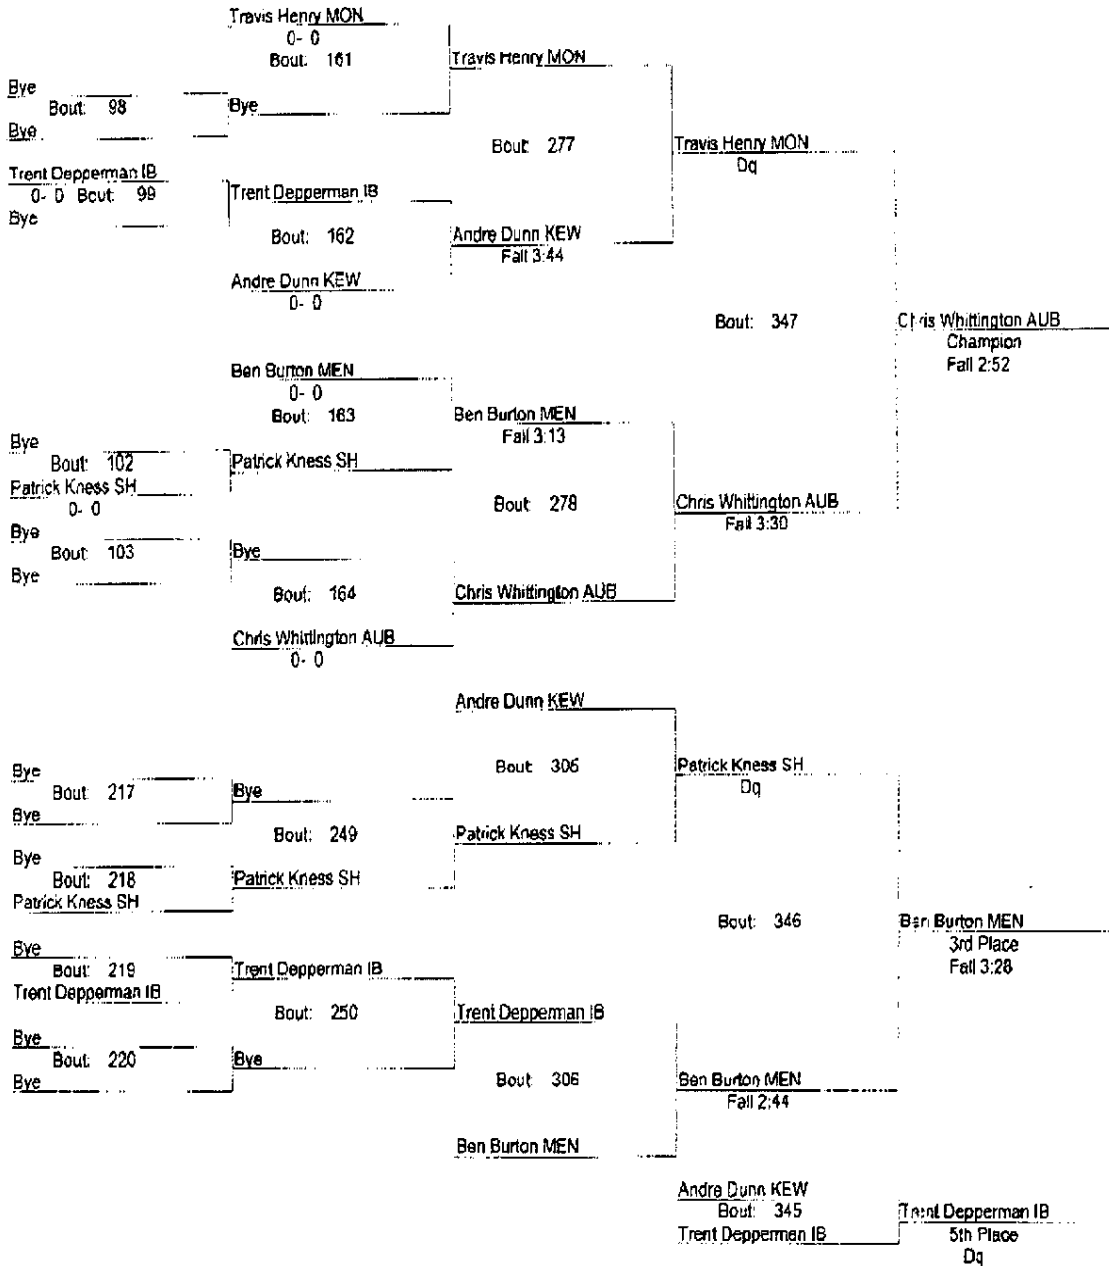 Travis Henry MON
0- 0
Bout: 161
Travis Henry MON
Bye
Bout: 98
Bye
Bye
Bout: 277
Travis Henry MON
Dq
Trent Depperman IB
0- 0 Bout: 99
Trent Depperman IB
Bye
Bout: 162
Andre Dunn KEW
Fall 3:44
Andre Dunn KEW
0- 0
Bout: 347
Chris Whittington AUB
Champion
Fall 2:52
Ben Burton MEN
0- 0
Bout: 163
Ben Burton MEN
Fall 3:13
Bye
Bout: 102
Patrick Kness SH
Patrick Kness SH
0- 0
Bout: 278
Chris Whittington AUB
Fall 3:30
Bye
Bout: 103
Bye
Bye
Bout: 164
Chris Whittington AUB
Chris Whittington AUB
0- 0
Andre Dunn KEW
Bout: 306
Patrick Kness SH
Dq
Bye
Bout: 217
Bye
Bye
Bout: 249
Patrick Kness SH
Bye
Bout: 218
Patrick Kness SH
Patrick Kness SH
Bout: 346
Ben Burton MEN
3rd Place
Fall 3:28
Bye
Bout: 219
Trent Depperman IB
Trent Depperman IB
Bout: 250
Trent Depperman IB
Bye
Bout: 220
Bye
Bye
Bout: 306
Ben Burton MEN
Fall 2:44
Ben Burton MEN
Andre Dunn KEW
Bout: 345
Trent Depperman IB
Trent Depperman IB
5th Place
Dq